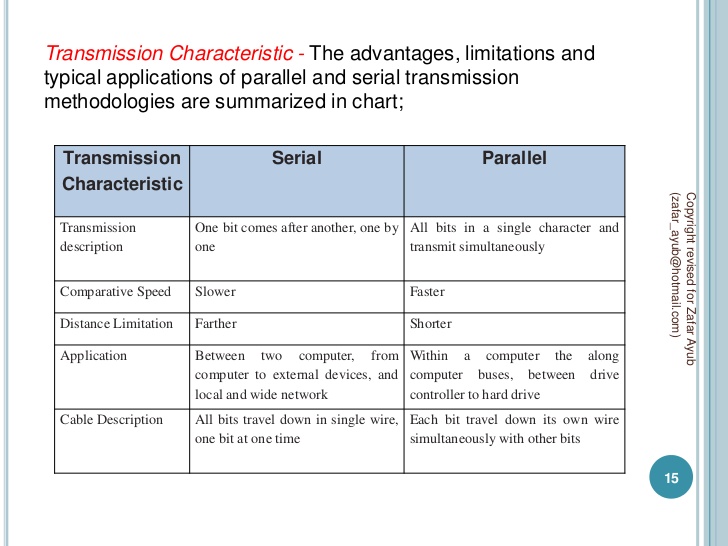 Transmission Characteristic - The advantages, limitations and
typical applications of parallel and serial transmission
methodologies are summarized in chart;
Transmission
Characteristic
Serial
Parallel
Transmission
description
One bit comes after another, one by
one
All bits in a single character and
transmit simultaneously
Comparative Speed
Slower
Faster
Distance Limitation
Farther
Shorter
Application
Between two computer, from
computer to external devices, and
local and wide network
Within a computer the along
computer buses, between drive
controller to hard drive
Cable Description
All bits travel down in single wire,
one bit at one time
Each bit travel down its own wire
simultaneously with other bits
Copyright revised for Zafar Ayub
(zafar_ayub@hotmail.com)
15